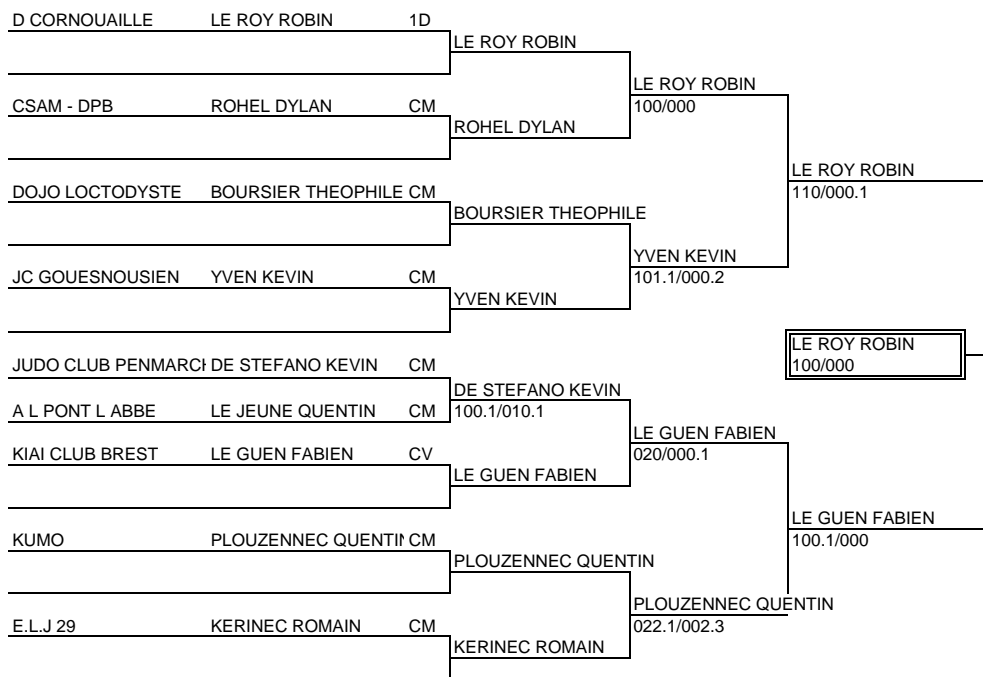 D CORNOUAILLE LE ROY ROBIN 1D
LE ROY ROBIN
LE ROY ROBIN
100/000
CSAM - DPB ROHEL DYLAN CM
ROHEL DYLAN
LE ROY ROBIN
110/000.1
DOJO LOCTODYSTE BOURSIER THEOPHILE CM
BOURSIER THEOPHILE
YVEN KEVIN
101.1/000.2
JC GOUESNOUSIEN YVEN KEVIN CM
YVEN KEVIN
LE ROY ROBIN
100/000
JUDO CLUB PENMARCH DE STEFANO KEVIN CM
DE STEFANO KEVIN
100.1/010.1
A L PONT L ABBE LE JEUNE QUENTIN CM
LE GUEN FABIEN
020/000.1
KIAI CLUB BREST LE GUEN FABIEN CV
LE GUEN FABIEN
LE GUEN FABIEN
100.1/000
KUMO PLOUZENNEC QUENTIN CM
PLOUZENNEC QUENTIN
PLOUZENNEC QUENTIN
022.1/002.3
E.L.J 29 KERINEC ROMAIN CM
KERINEC ROMAIN